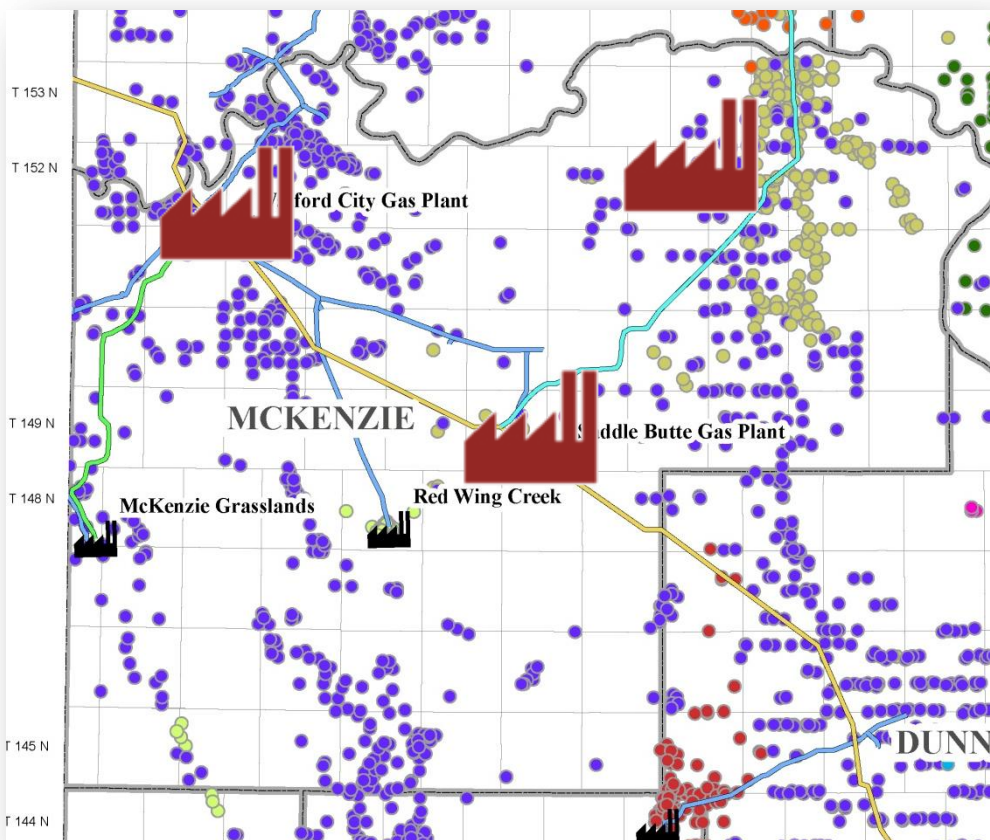 T 153 N
T 152 N
ford City Gas Plant
T 149 N
MCKENZIE
ddle Butte Gas Plant
T 148 N
McKenzie Grasslands
Red Wing Creek
T 145 N
DUNN
T 144 N